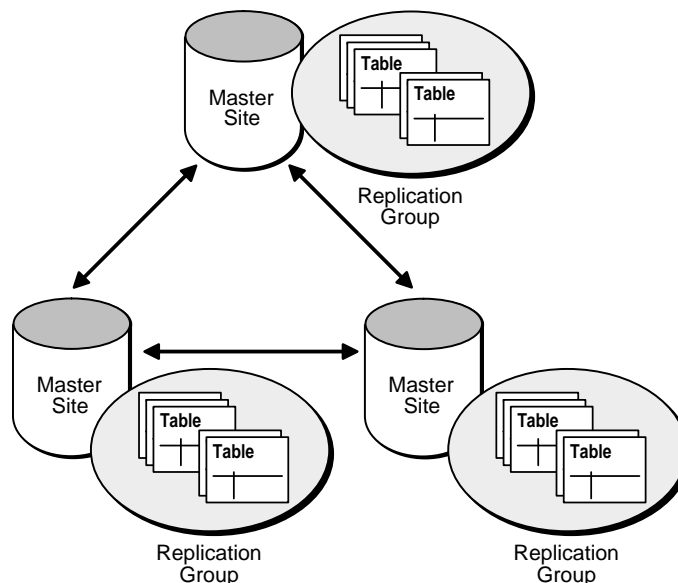 Master
Site
Table
Table
Replication
Group
Master
Site
Table
Table
Replication
Group
Master
Site
Table
Table
Replication
Group